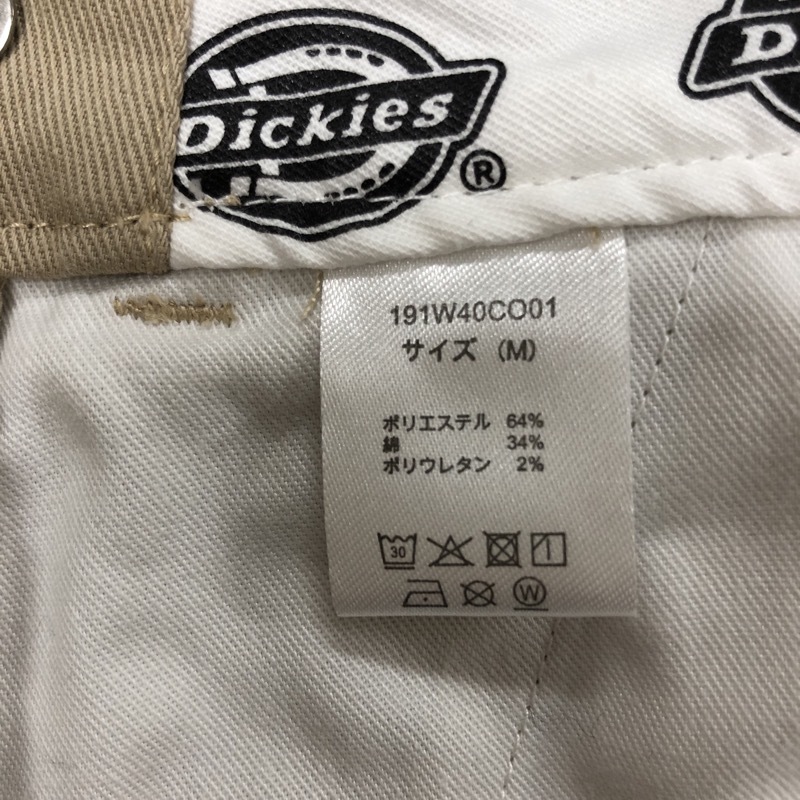 Dickies
®
D
191W40CO01
サイズ (M)
ポリエステル 64%
綿 34%
ポリウレタン 2%
30
W